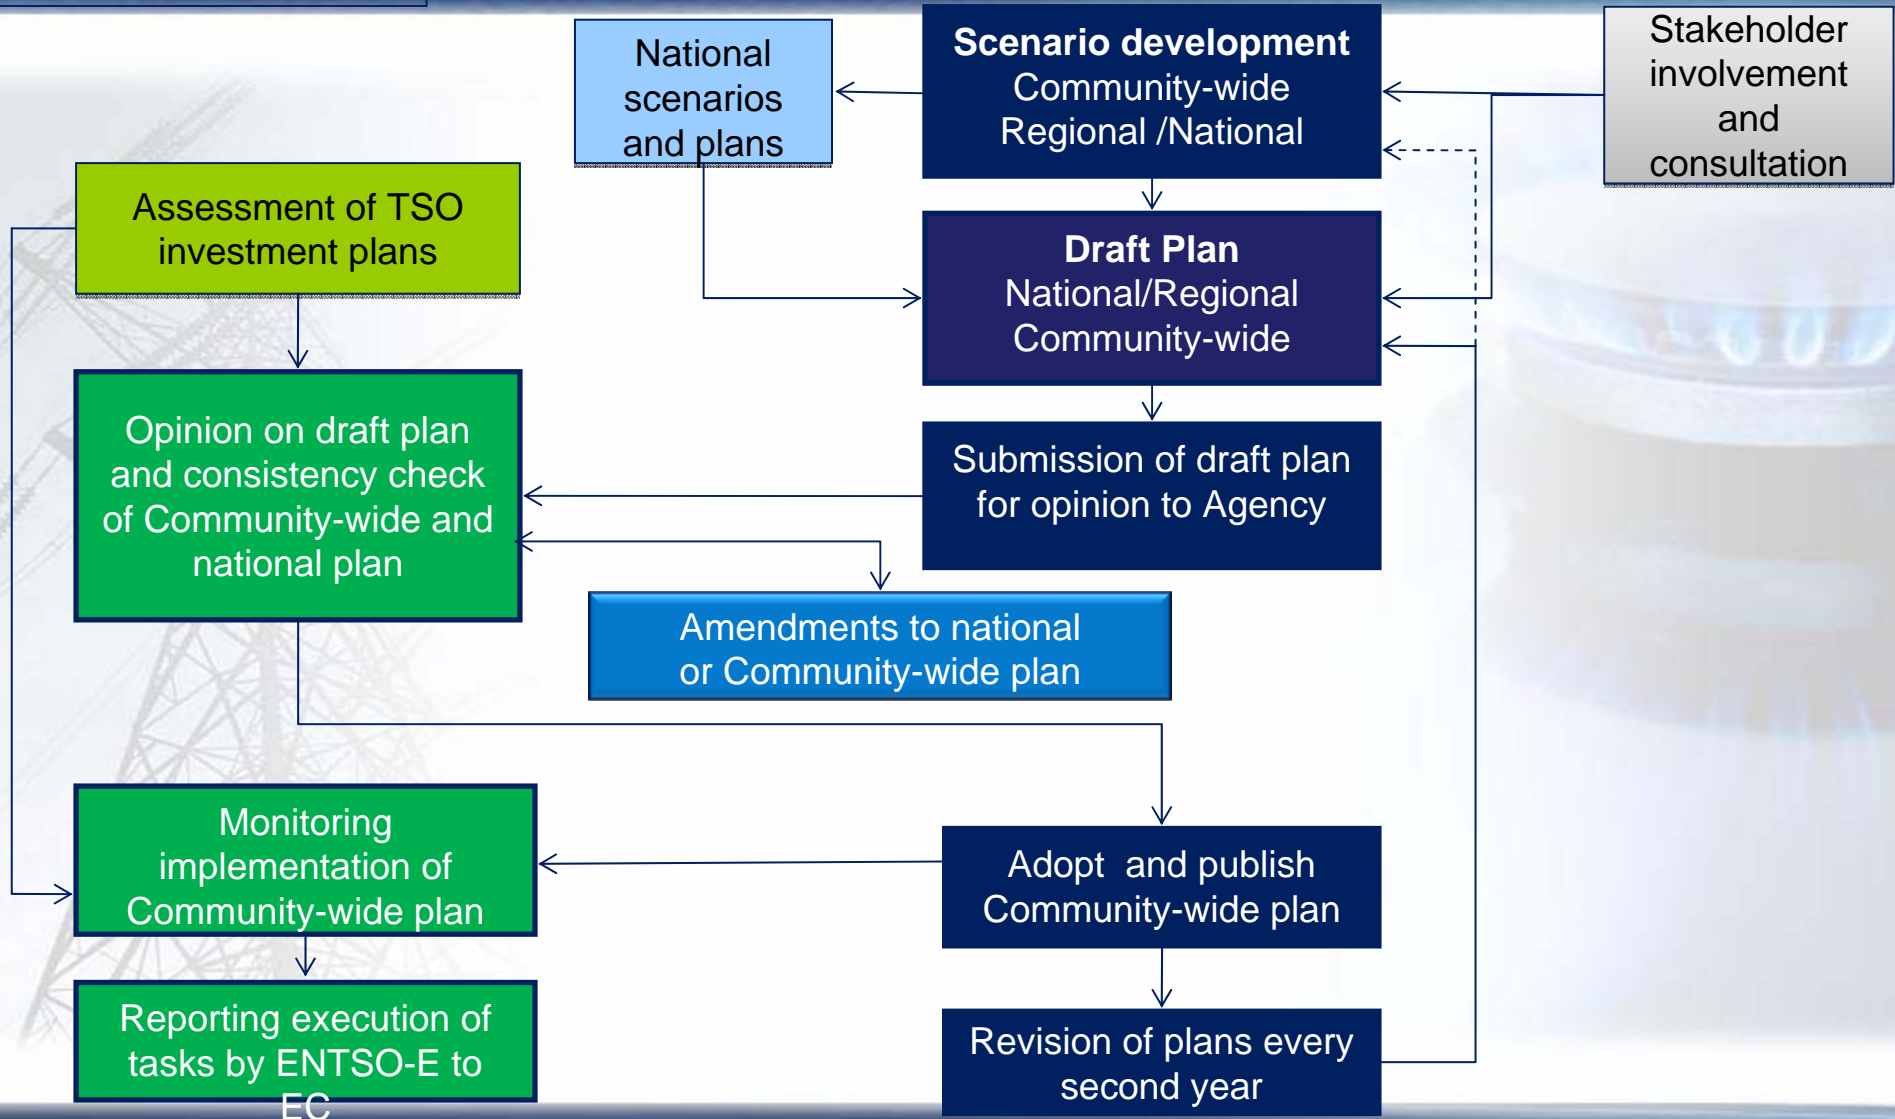 National
scenarios
and plans
Scenario development
Community-wide
Regional /National
Stakeholder
involvement
and
consultation
Assessment of TSO
investment plans
Draft Plan
National/Regional
Community-wide
Opinion on draft plan
and consistency check
of Community-wide and
national plan
Submission of draft plan
for opinion to Agency
Amendments to national
or Community-wide plan
Monitoring
implementation of
Community-wide plan
Adopt and publish
Community-wide plan
Reporting execution of
tasks by ENTSO-E to
EC
Revision of plans every
second year